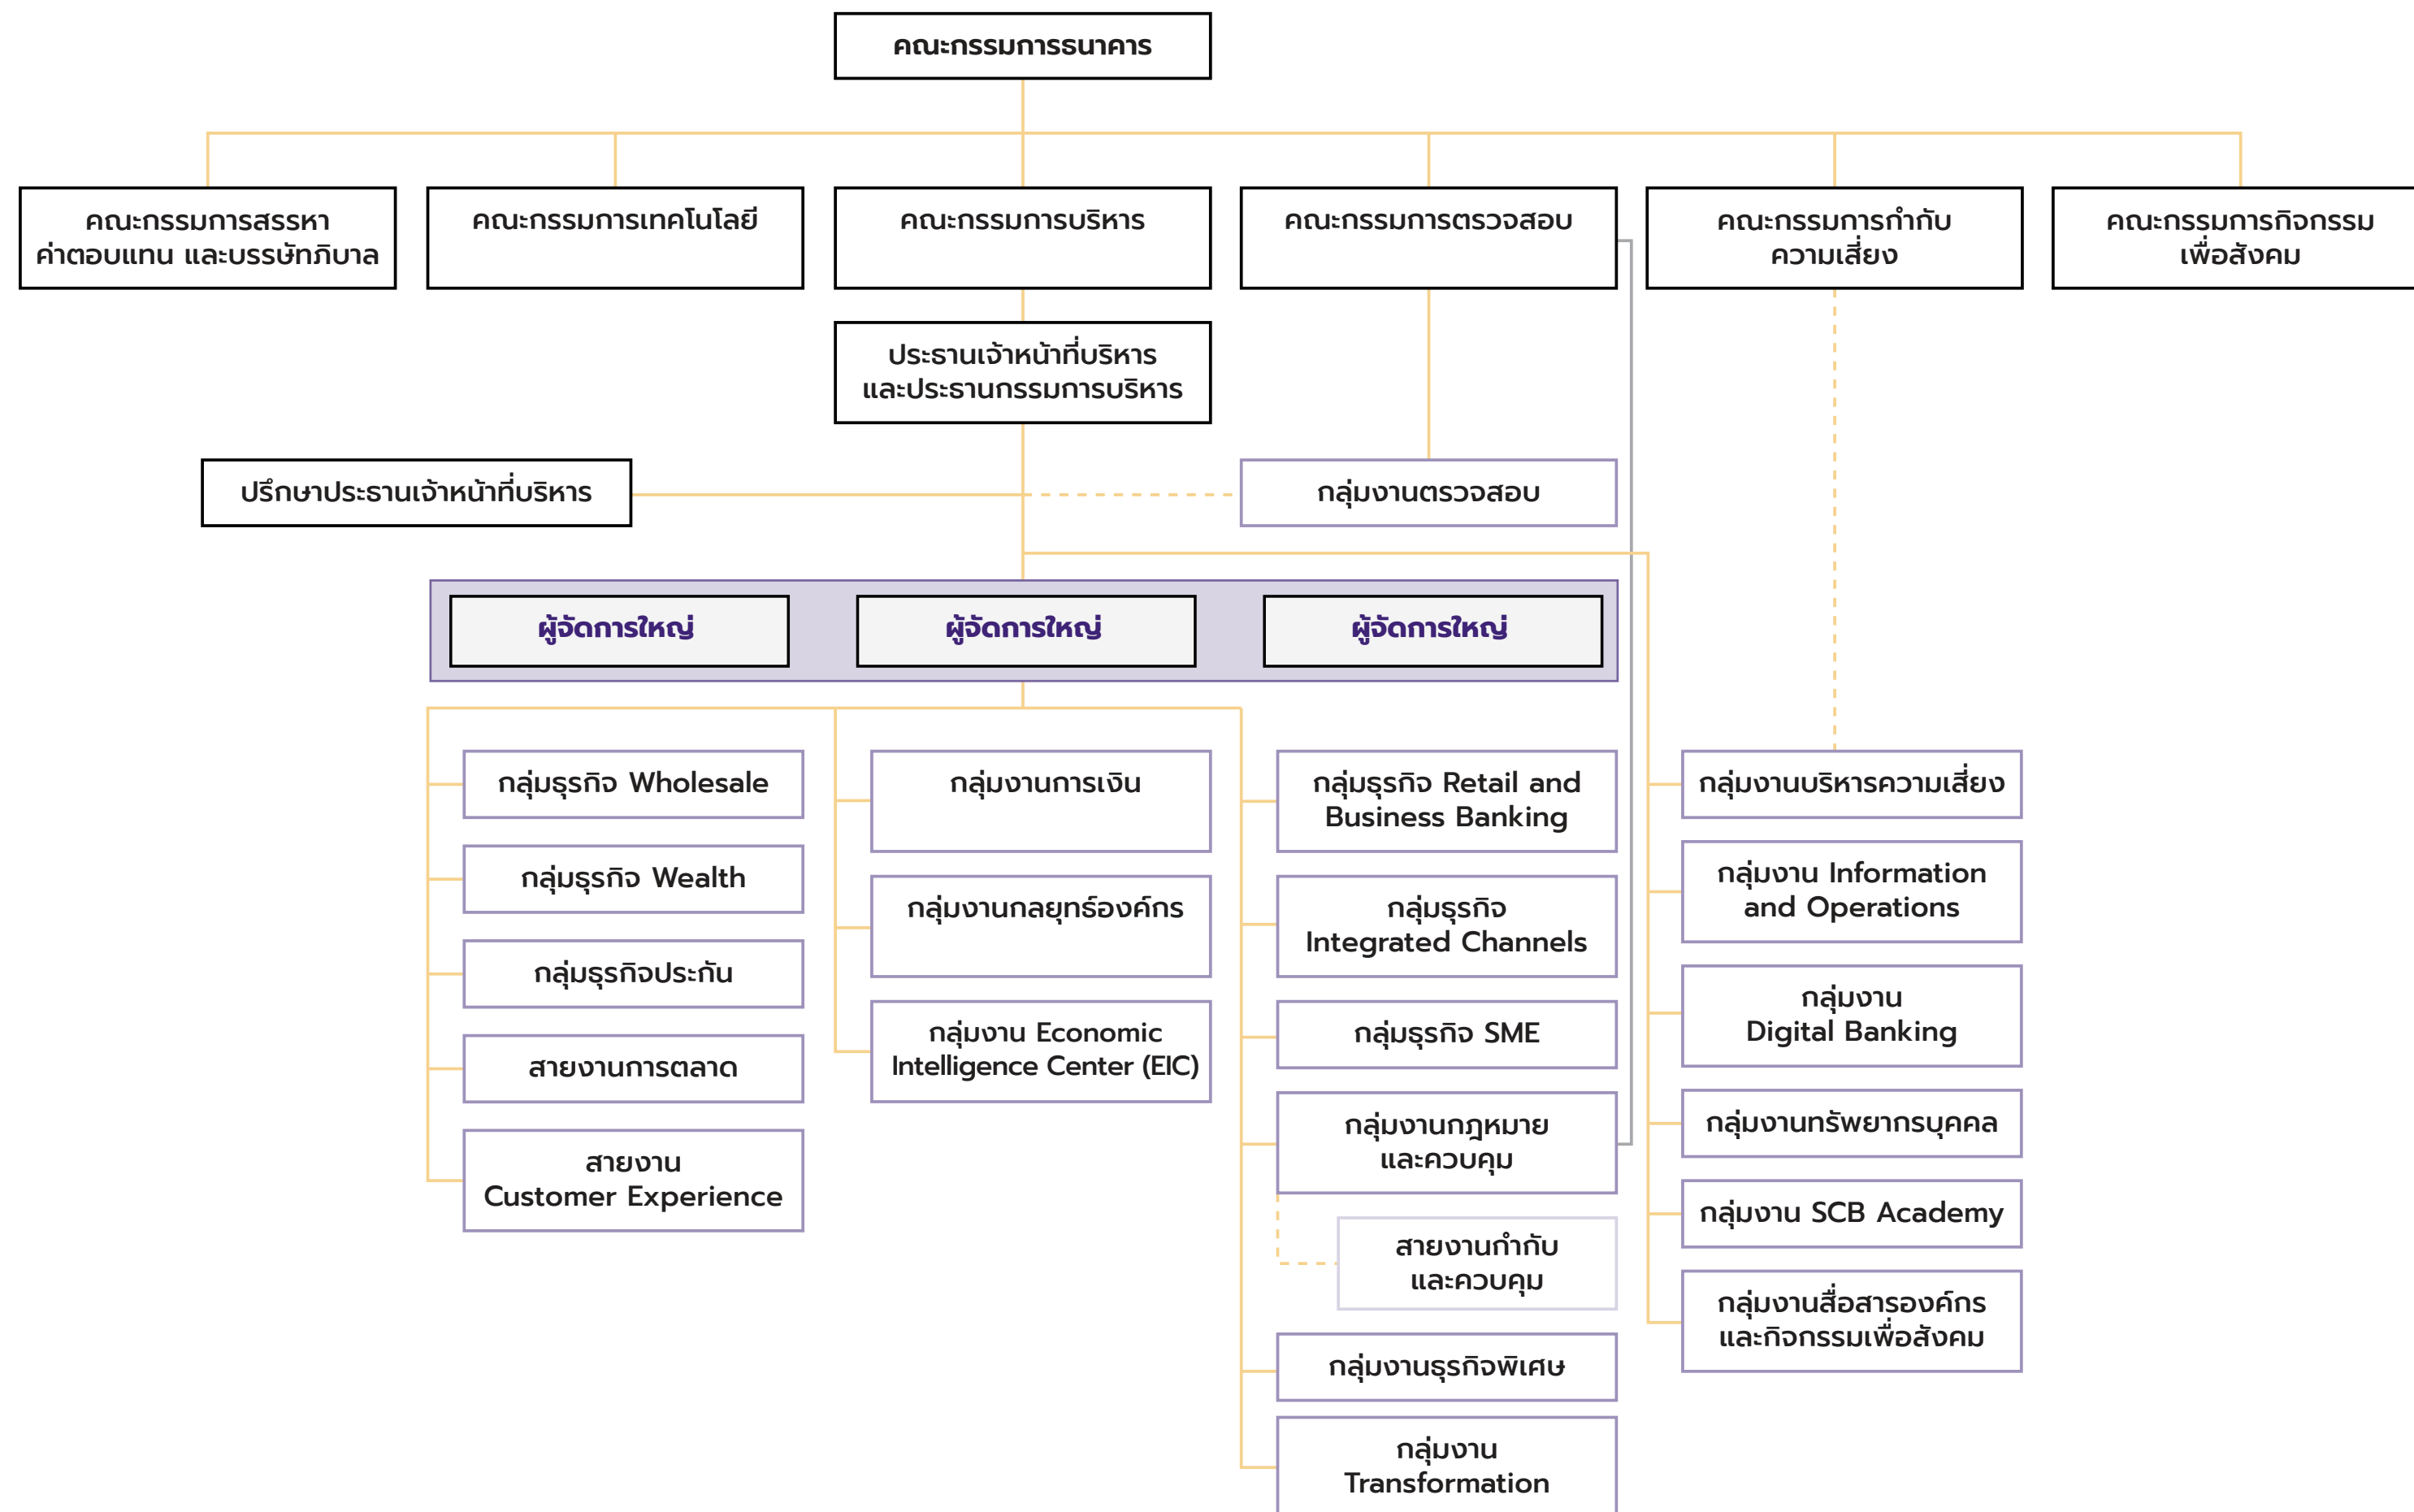 คณะกรรมการธนาคาร
คณะกรรมการสรรหา
ค่าตอบแทน และบรรษัทภิบาล
คณะกรรมการเทคโนโลยี
คณะกรรมการบริหาร
คณะกรรมการตรวจสอบ
คณะกรรมการกำกับ
ความเสี่ยง
คณะกรรมการกิจกรรม
เพื่อสังคม
ประธานเจ้าหน้าที่บริหาร
และประธานกรรมการบริหาร
ปรึกษาประธานเจ้าหน้าที่บริหาร
กลุ่มงานตรวจสอบ
ผู้จัดการใหญ่
ผู้จัดการใหญ่
ผู้จัดการใหญ่
กลุ่มธุรกิจ Wholesale
กลุ่มธุรกิจ Wealth
กลุ่มธุรกิจประกัน
สายงานการตลาด
สายงาน
Customer Experience
กลุ่มงานการเงิน
กลุ่มงานกลยุทธ์องค์กร
กลุ่มงาน Economic
Intelligence Center (EIC)
กลุ่มธุรกิจ Retail and
Business Banking
กลุ่มธุรกิจ
Integrated Channels
กลุ่มธุรกิจ SME
กลุ่มงานกฎหมาย
และควบคุม
สายงานกำกับ
และควบคุม
กลุ่มงานธุรกิจพิเศษ
กลุ่มงาน
Transformation
กลุ่มงานบริหารความเสี่ยง
กลุ่มงาน Information
and Operations
กลุ่มงาน
Digital Banking
กลุ่มงานทรัพยากรบุคคล
กลุ่มงาน SCB Academy
กลุ่มงานสื่อสารองค์กร
และกิจกรรมเพื่อสังคม